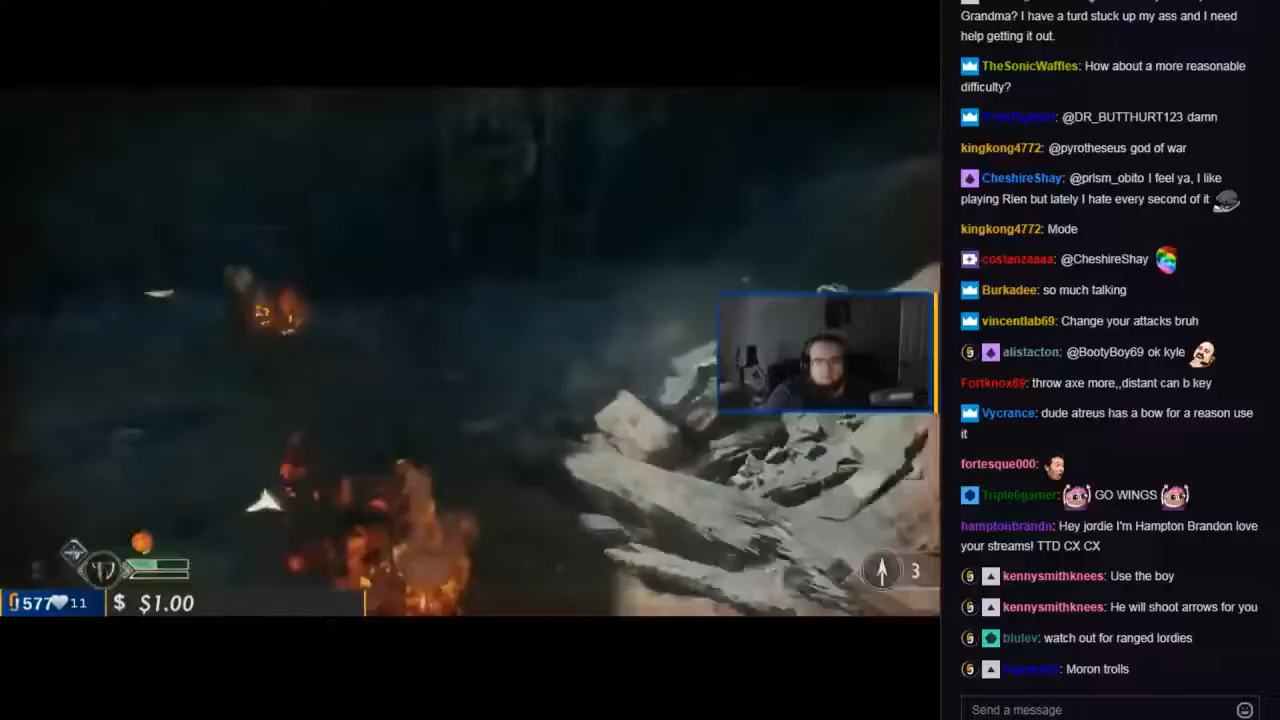 Grandma? I have a turd stuck up my ass and I need
help getting it out.
TheSonicWaffles: How about a more reasonable
difficulty?
@DR_BUTTHURT123 damn
kingkong4772: @pyrotheseus god of war
CheshireShay: @prism_obito I feel ya, I like
playing Rien but lately I hate every second of it
kingkong4772: Mode
costanzaaaa: @CheshireShay
Burkadee: so much talking
vincentlab69: Change your attacks bruh
alistacton: @BootyBoy69 ok kyle
Fortknox69: throw axe more,,distant can b key
Vycrance: dude atreus has a bow for a reason use
it
fortesque000:
Triple6gamer: GO WINGS
hamptonbrandn: Hey jordie I'm Hampton Brandon love
your streams! TTD CX CX
kennysmithknees: Use the boy
kennysmithknees: He will shoot arrows for you
blulev: watch out for ranged lordies
Moron trolls
Send a message
3
577 11 $ $1.00